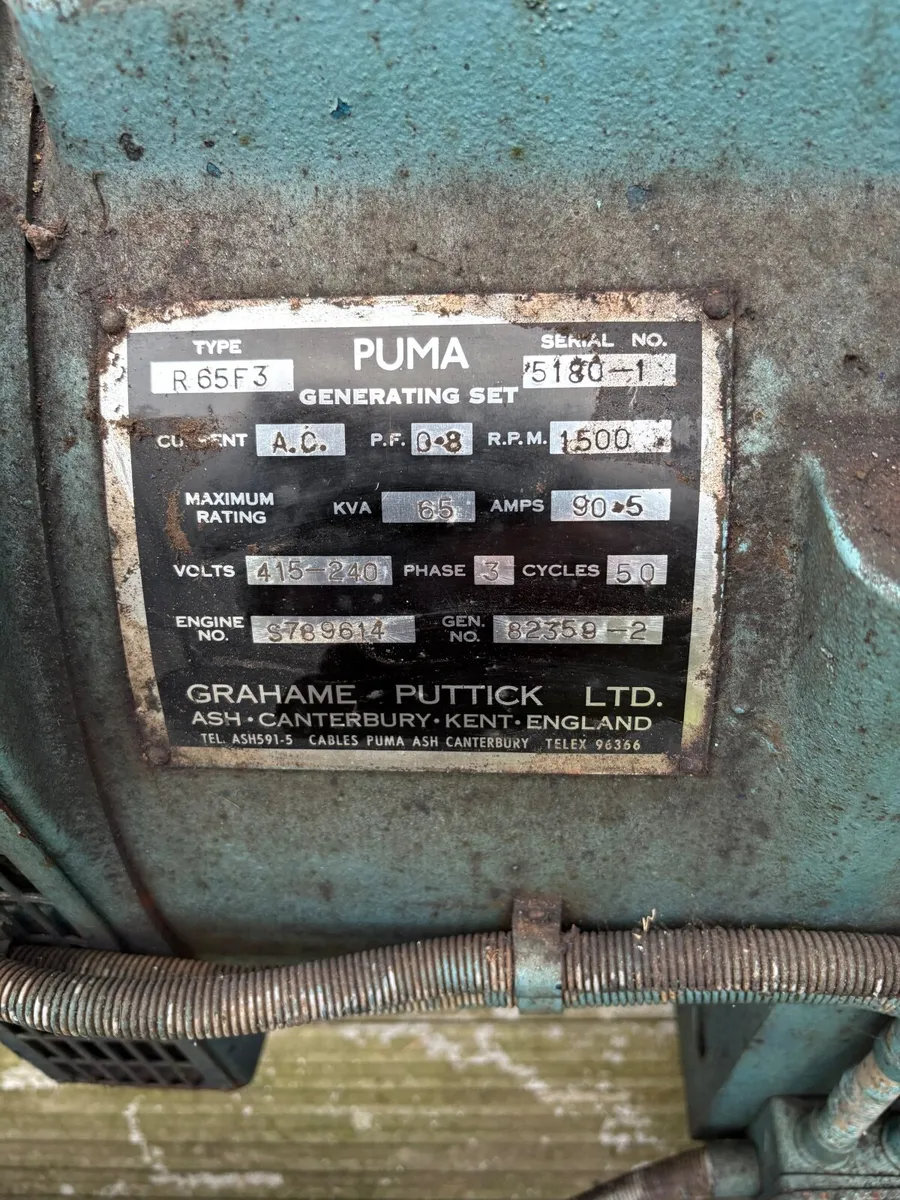 TYPE PUMA SERIAL NO.
R65F3 5180-1
GENERATING SET
CURRENT A.C. P.F. 0·8 R.P.M. 1500
MAXIMUM RATING KVA 65 AMPS 90·5
VOLTS 415-240 PHASE 3 CYCLES 50
ENGINE NO. S789614 GEN. NO. 82359-2
GRAHAME - PUTTICK LTD.
ASH · CANTERBURY · KENT · ENGLAND
TEL. ASH591-5 CABLES PUMA ASH CANTERBURY TELEX 96366